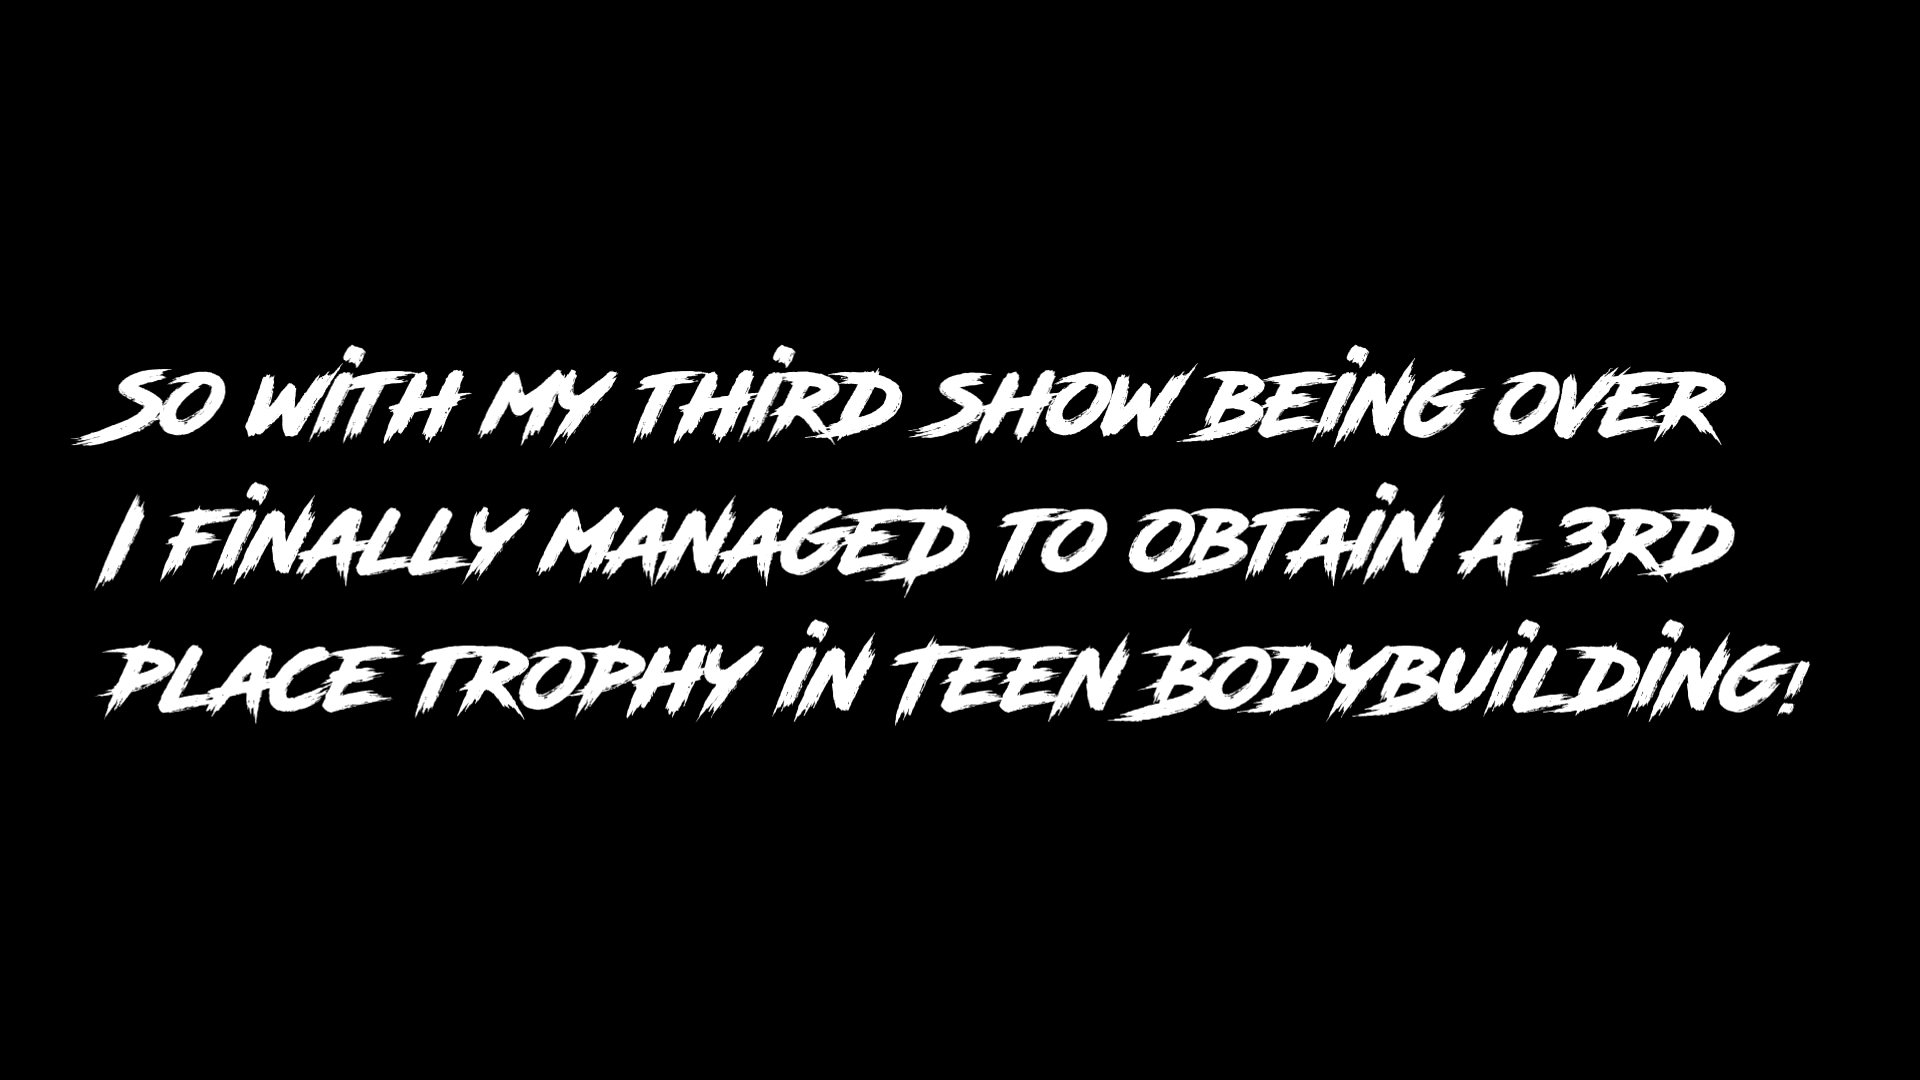 SO WiTH MY THiRD SHOW BEiNG OVER
I FiNALLY MANAGED TO OBTAiN A 3RD
PLACE TROPHY iN TEEN BODYBUiLDiNG!